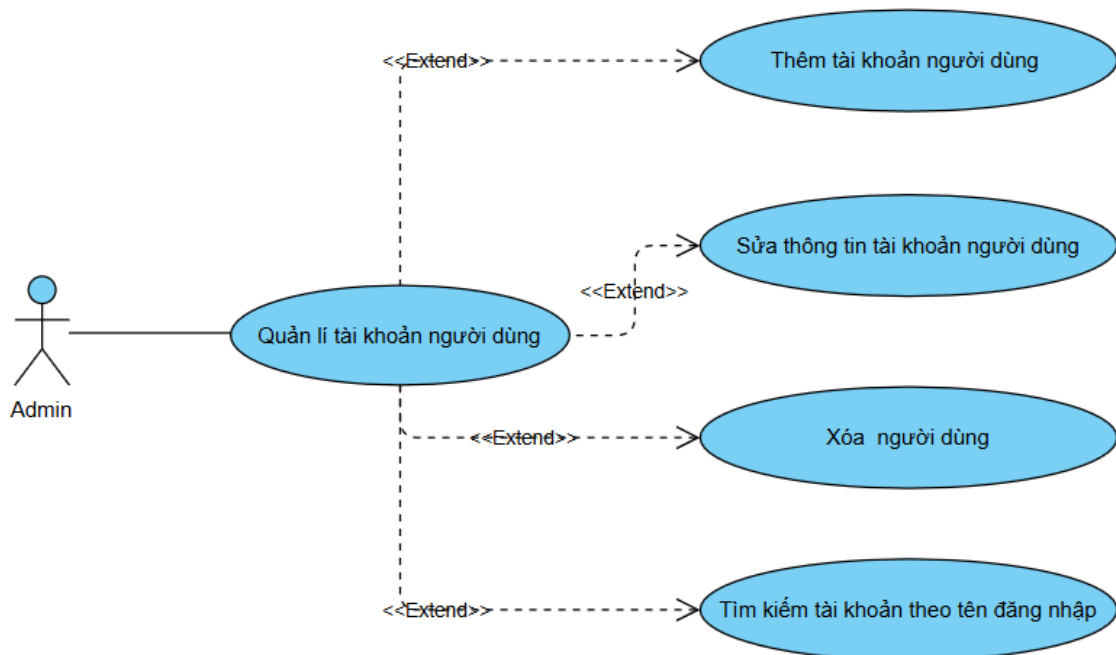 <<Extend>>
Thêm tài khoản người dùng
Sửa thông tin tài khoản người dùng
<<Extend>>
Quản lí tài khoản người dùng
Admin
<<Extend>>
Xóa  người dùng
<<Extend>>
Tìm kiếm tài khoản theo tên đăng nhập